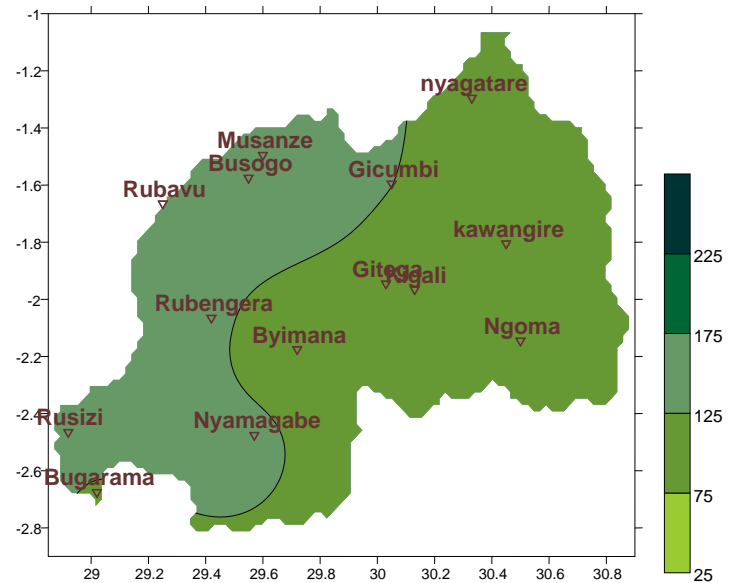 -1
-1.2
nyagatare
-1.4
Musanze
Busogo
Gicumbi
-1.6
Rubavu
kawangire
-1.8
225
Gitega
Kigali
-2
Rubengera
175
Byimana
Ngoma
-2.2
-2.4
Rusizi
Nyamagabe
125
-2.6
Bugarama
75
-2.8
25
29 29.2 29.4 29.6 29.8 30 30.2 30.4 30.6 30.8